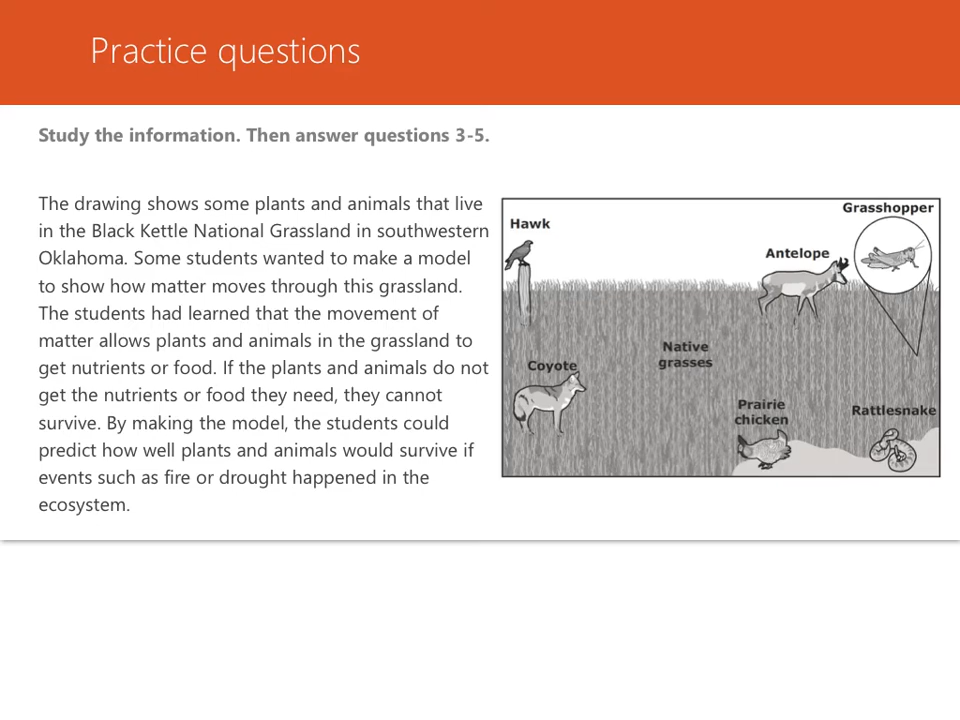 Practice questions
Study the information. Then answer questions 3-5.
The drawing shows some plants and animals that live
in the Black Kettle National Grassland in southwestern
Oklahoma. Some students wanted to make a model
to show how matter moves through this grassland.
The students had learned that the movement of
matter allows plants and animals in the grassland to
get nutrients or food. If the plants and animals do not
get the nutrients or food they need, they cannot
survive. By making the model, the students could
predict how well plants and animals would survive if
events such as fire or drought happened in the
ecosystem.
Grasshopper
Hawk
Antelope
Native
grasses
Coyote
Prairie
chicken
Rattlesnake